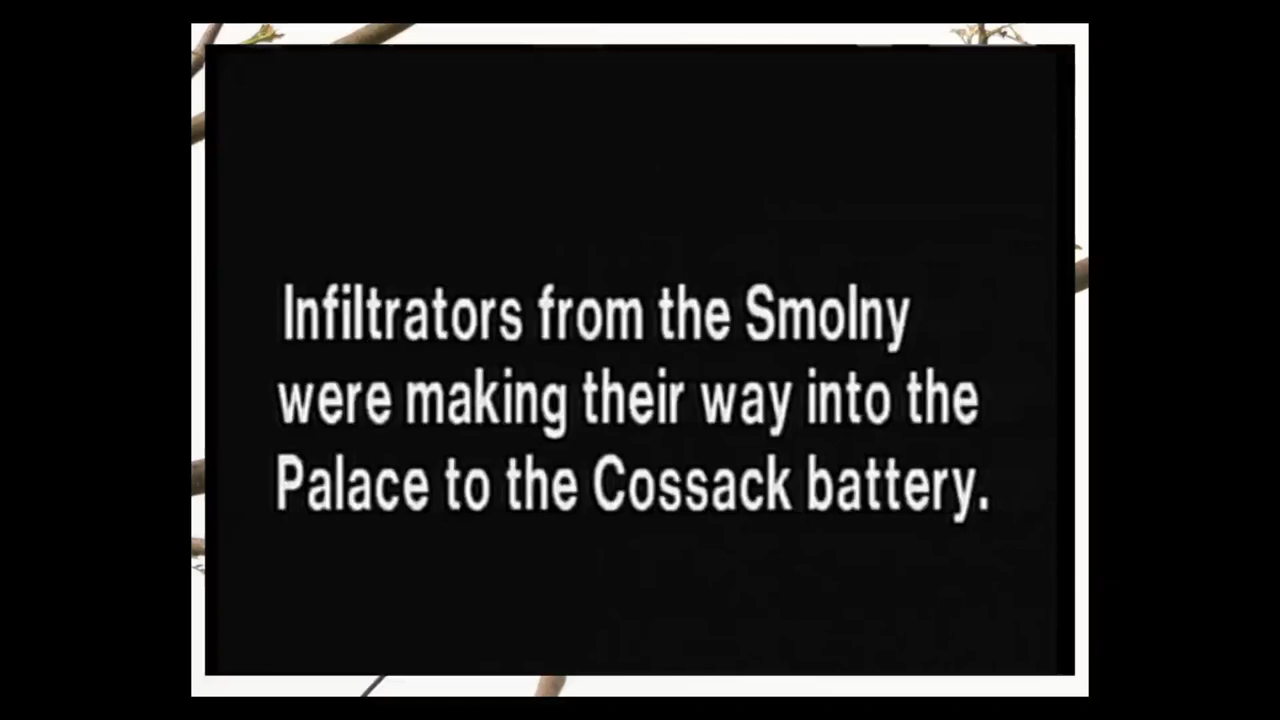 Infiltrators from the Smolny
were making their way into the
Palace to the Cossack battery.